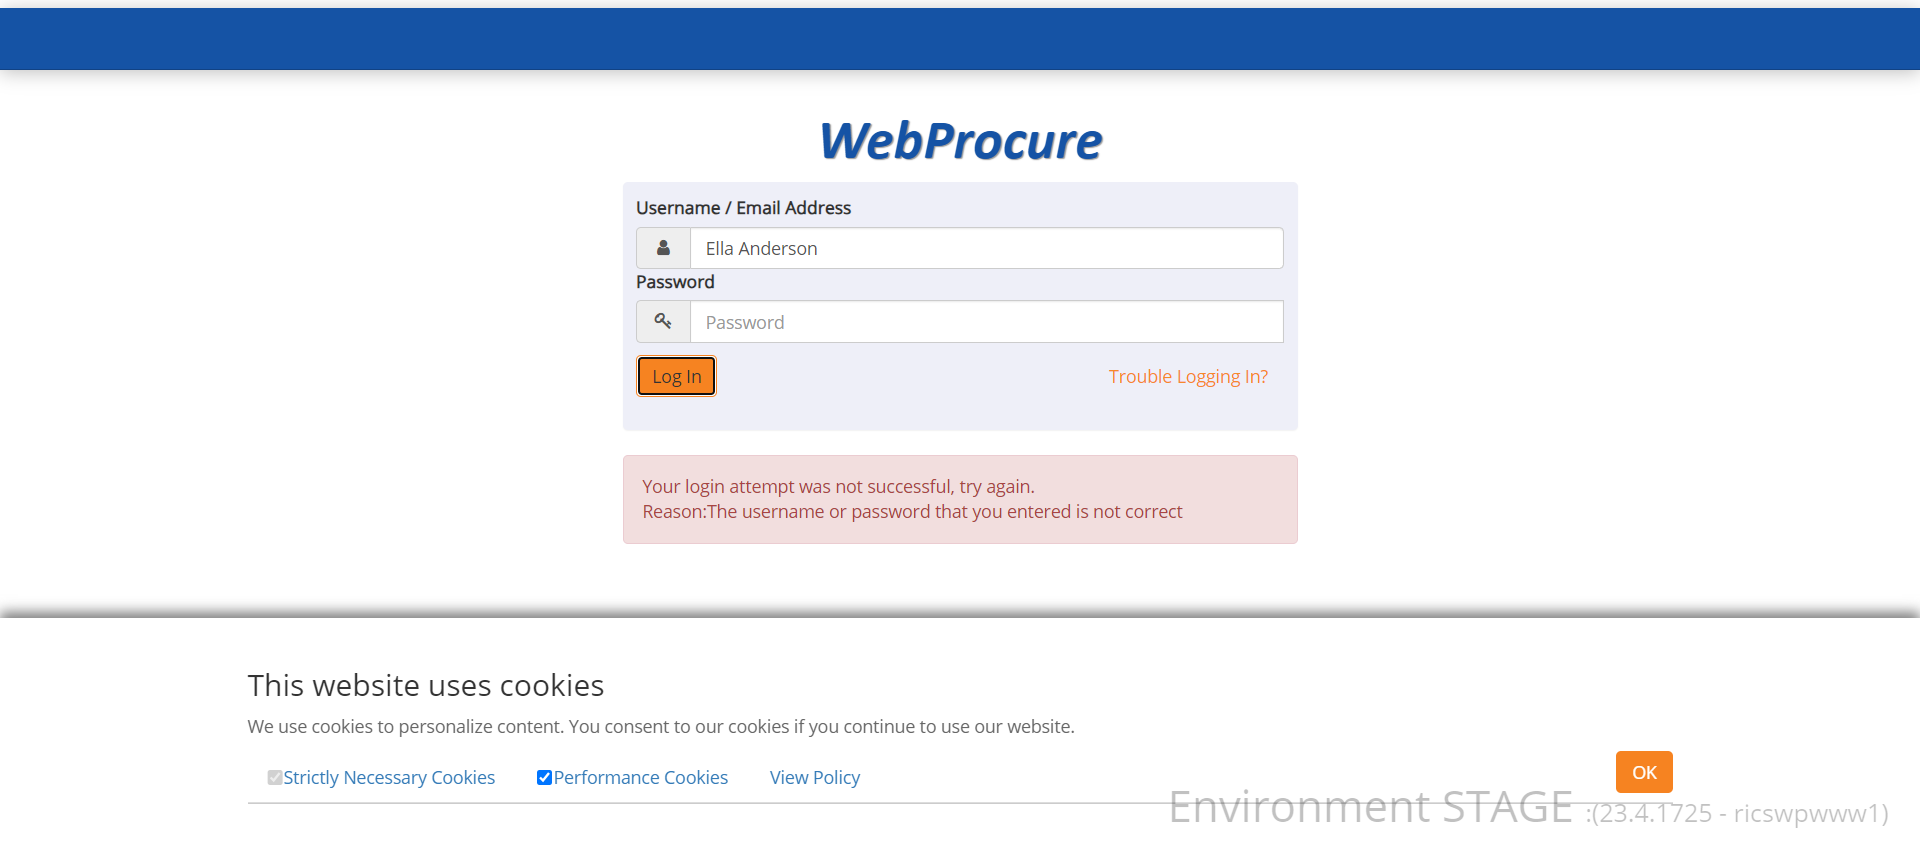 WebProcure
Username / Email Address
Ella Anderson
Password
Password
Log In
Trouble Logging In?
Your login attempt was not successful, try again.
Reason:The username or password that you entered is not correct
This website uses cookies
We use cookies to personalize content. You consent to our cookies if you continue to use our website.
Strictly Necessary Cookies Performance Cookies View Policy
OK
Environment STAGE :(23.4.1725 - ricswpwww1)